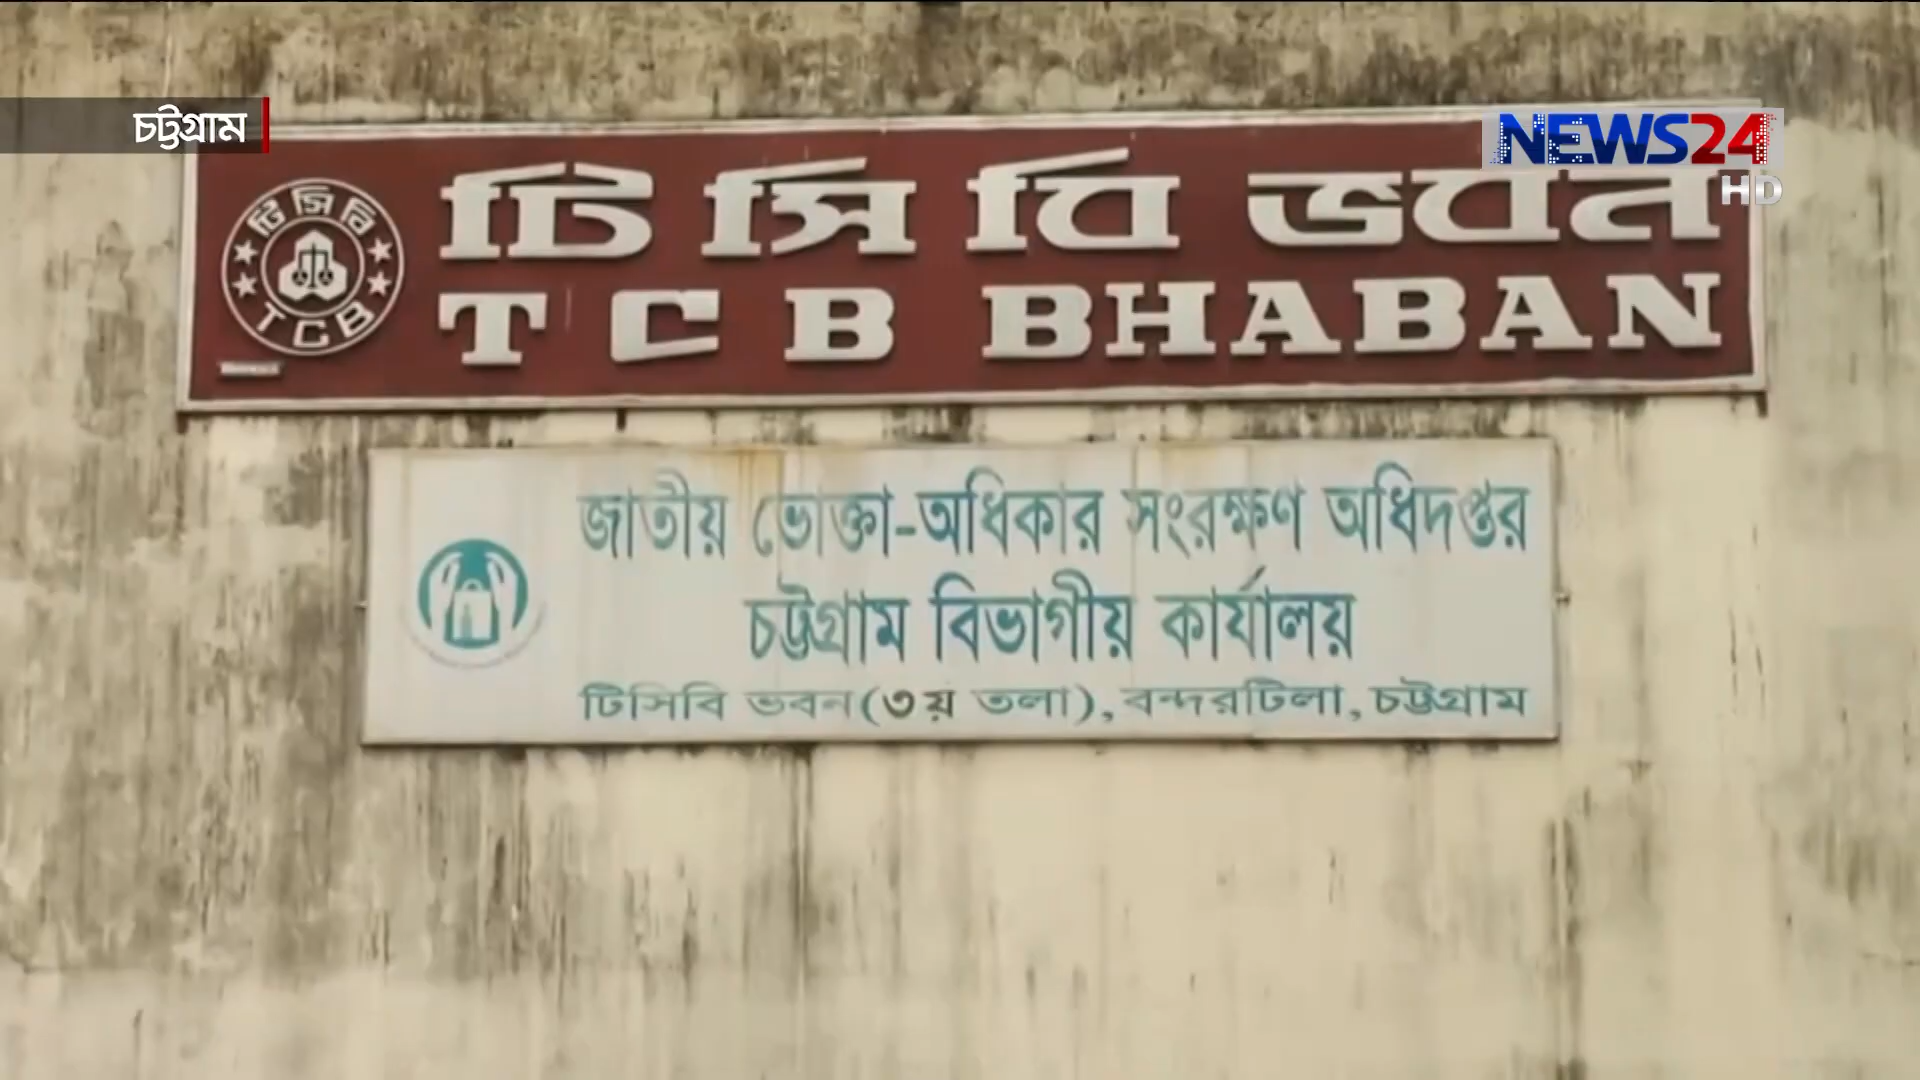 চট্টগ্রাম
NEWS24
HD
টি সি বি ভবন
টি সি বি
TCB
T C B BHABAN
জাতীয় ভোক্তা-অধিকার সংরক্ষণ অধিদপ্তর
চট্টগ্রাম বিভাগীয় কার্যালয়
টিসিবি ভবন(৩য় তলা), বন্দরটিলা, চট্টগ্রাম